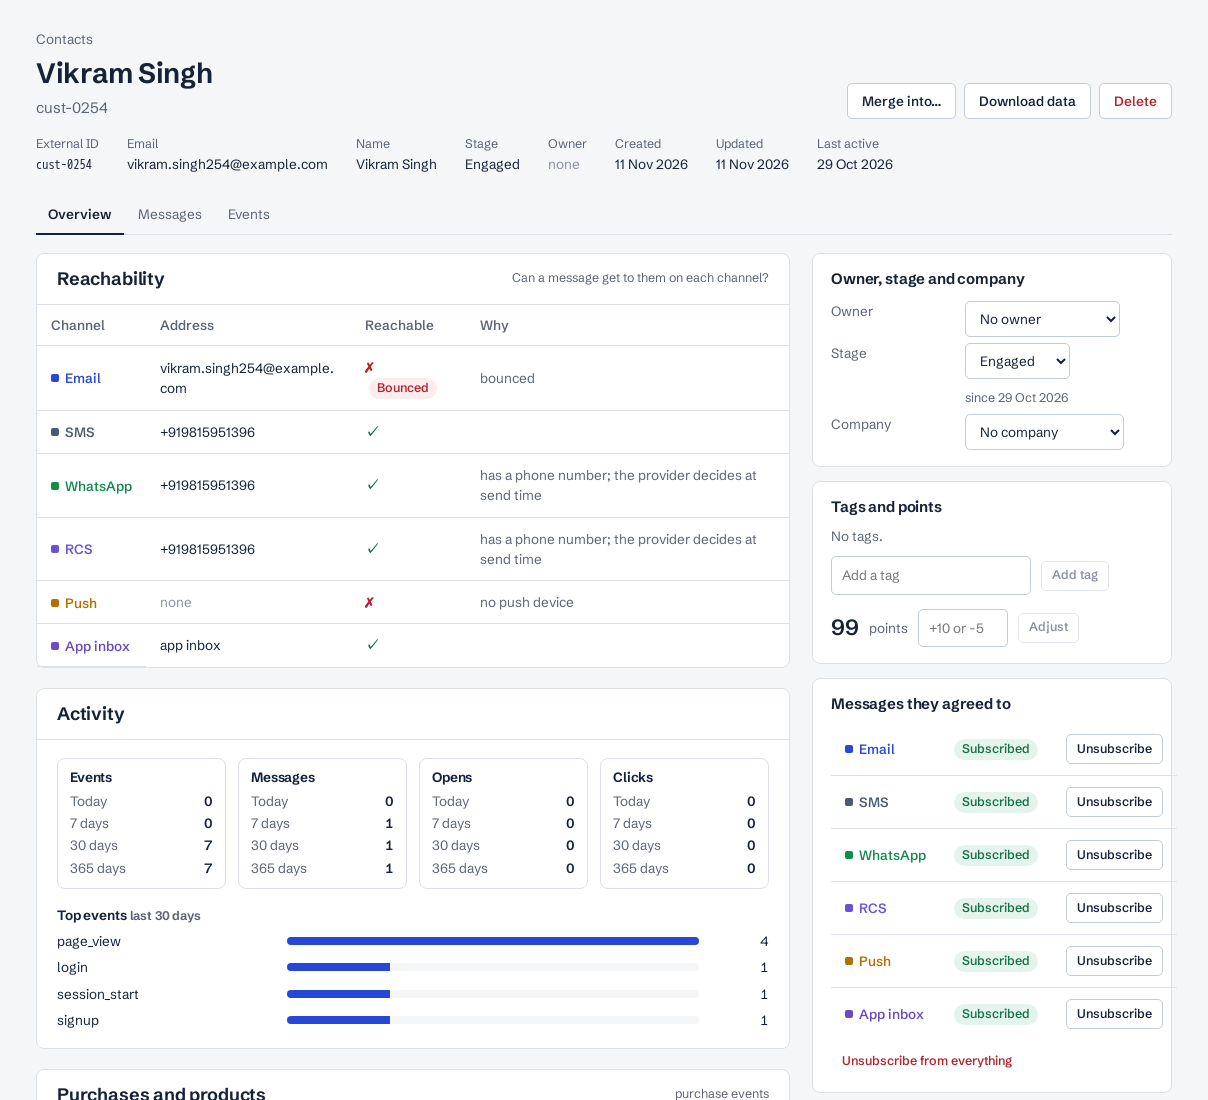 Contacts
Vikram Singh
cust-0254
Merge into... Download data Delete
External ID Email Name Stage Owner Created Updated Last active
cust-0254 vikram.singh254@example.com Vikram Singh Engaged none 11 Nov 2026 11 Nov 2026 29 Oct 2026
Overview Messages Events
Reachability Can a message get to them on each channel?
Channel Address Reachable Why
Email vikram.singh254@example.
com ✗ Bounced bounced
SMS +919815951396 ✓
WhatsApp +919815951396 ✓ has a phone number; the provider decides at
send time
RCS +919815951396 ✓ has a phone number; the provider decides at
send time
Push none ✗ no push device
App inbox app inbox ✓
Activity
Events Messages Opens Clicks
Today 0 Today 0 Today 0 Today 0
7 days 0 7 days 1 7 days 0 7 days 0
30 days 7 30 days 1 30 days 0 30 days 0
365 days 7 365 days 1 365 days 0 365 days 0
Top events last 30 days
page_view 4
login 1
session_start 1
signup 1
Purchases and products purchase events
Owner, stage and company
Owner No owner
Stage Engaged
since 29 Oct 2026
Company No company
Tags and points
No tags.
Add a tag Add tag
99 points +10 or -5 Adjust
Messages they agreed to
Email Subscribed Unsubscribe
SMS Subscribed Unsubscribe
WhatsApp Subscribed Unsubscribe
RCS Subscribed Unsubscribe
Push Subscribed Unsubscribe
App inbox Subscribed Unsubscribe
Unsubscribe from everything